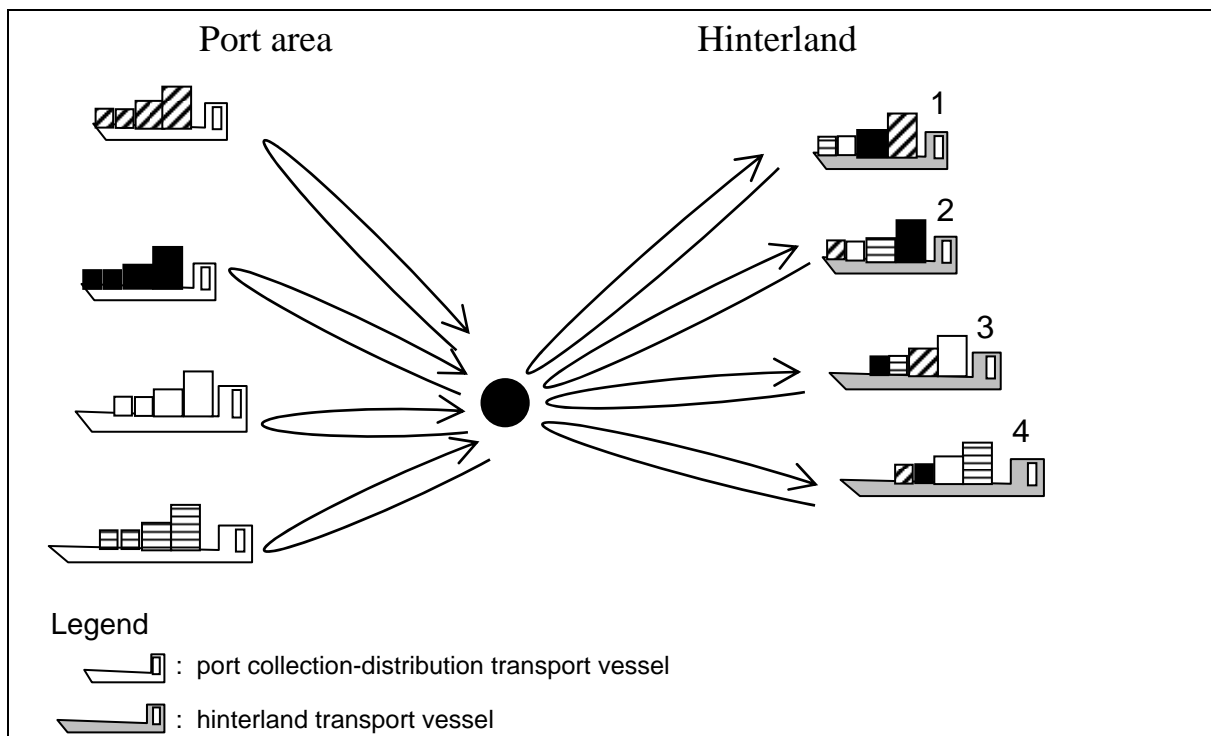 Port area
Hinterland
1
2
3
4
Legend
: port collection-distribution transport vessel
: hinterland transport vessel